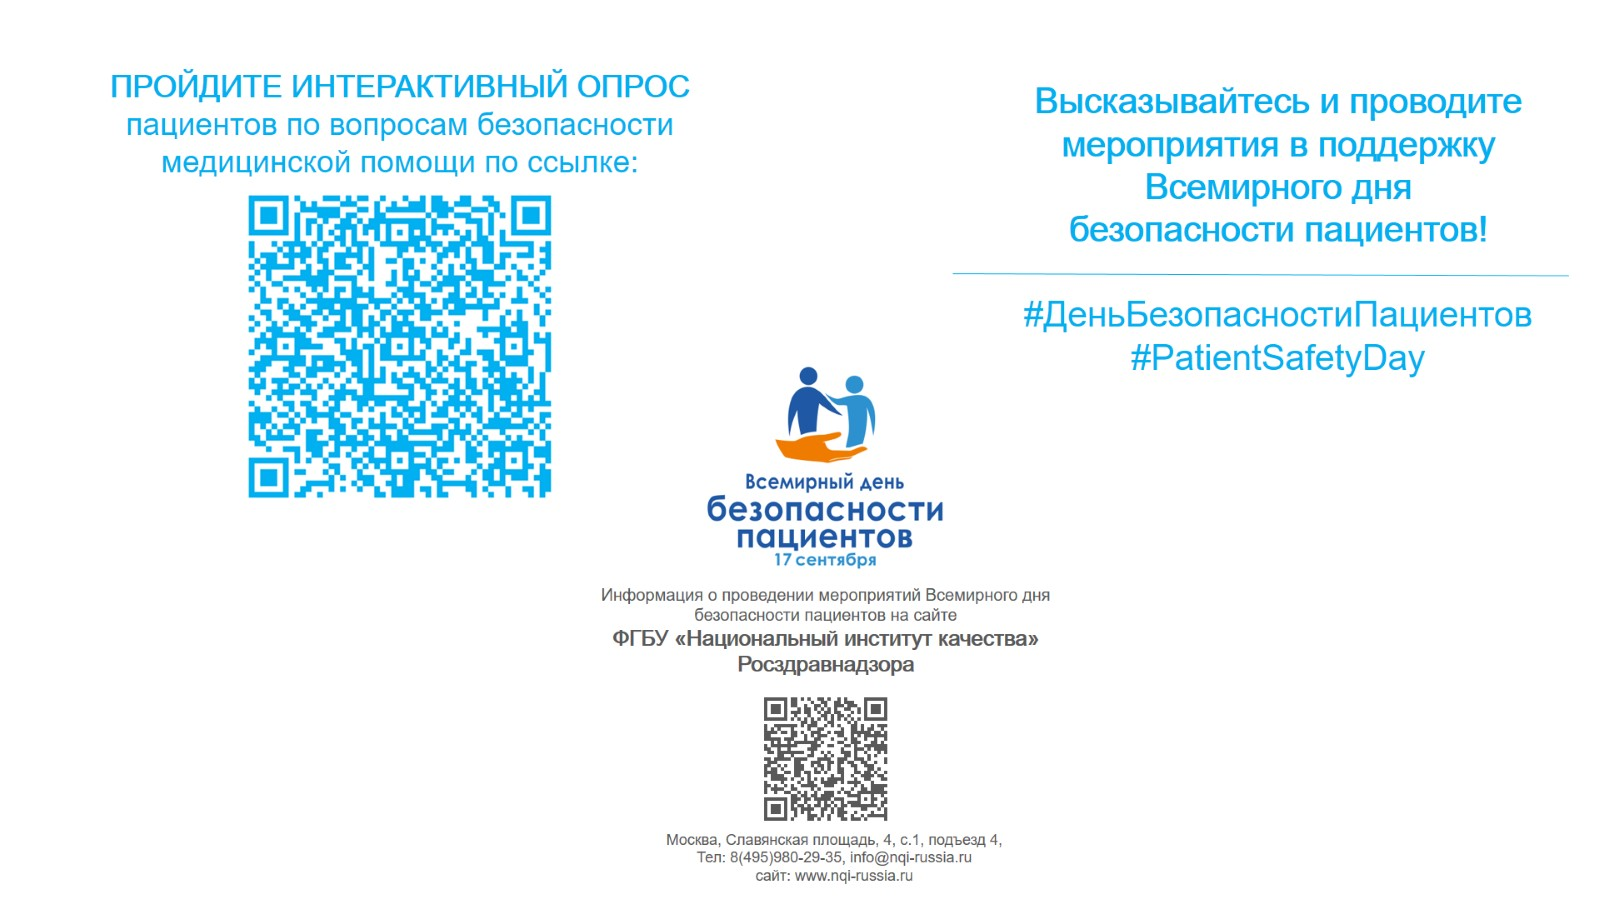 ПРОЙДИТЕ ИНТЕРАКТИВНЫЙ ОПРОС
пациентов по вопросам безопасности
медицинской помощи по ссылке:
Высказывайтесь и проводите
мероприятия в поддержку
Всемирного дня
безопасности пациентов!
#ДеньБезопасностиПациентов
#PatientSafetyDay
Всемирный день
безопасности
пациентов
17 сентября
Информация о проведении мероприятий Всемирного дня
безопасности пациентов на сайте
ФГБУ «Национальный институт качества»
Росздравнадзора
Москва, Славянская площадь, 4, с.1, подъезд 4,
Тел: 8(495)980-29-35, info@nqi-russia.ru
сайт: www.nqi-russia.ru